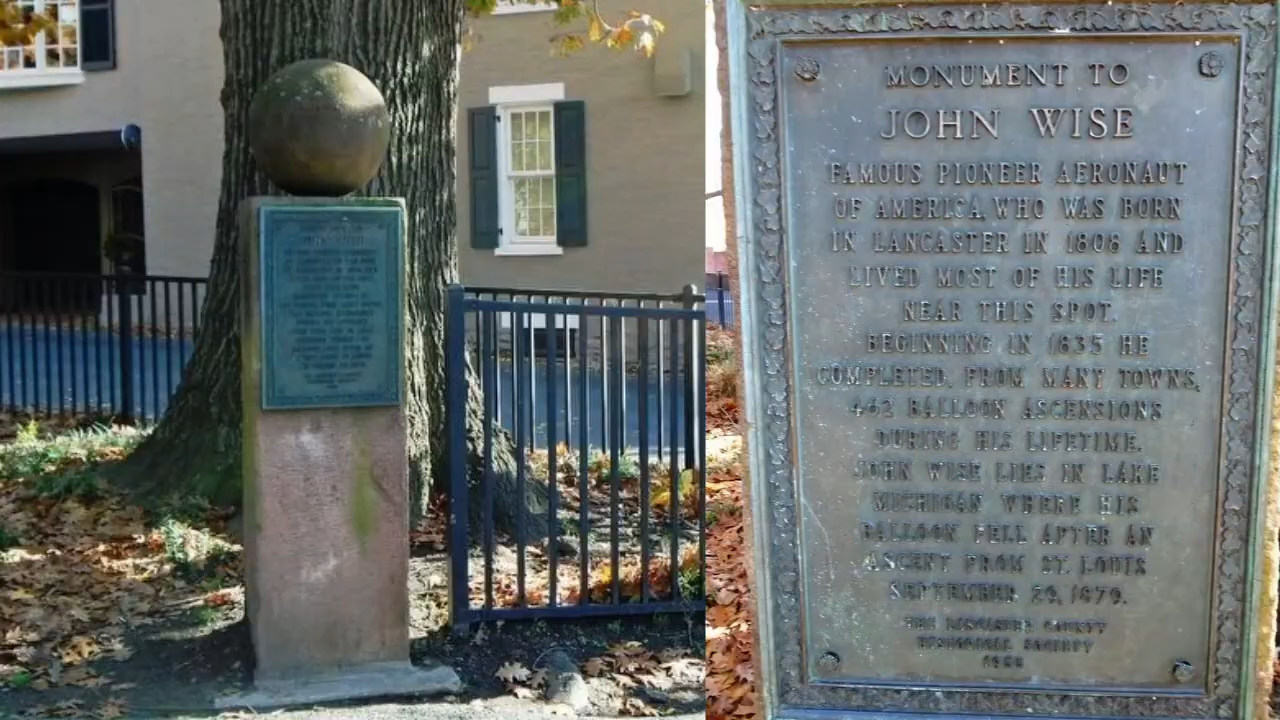 MONUMENT TO
JOHN WISE
FAMOUS PIONEER AERONAUT
OF AMERICA, WHO WAS BORN
IN LANCASTER IN 1808 AND
LIVED MOST OF HIS LIFE
NEAR THIS SPOT.
BEGINNING IN 1835 HE
COMPLETED, FROM MANY TOWNS,
462 BALLOON ASCENSIONS
DURING HIS LIFETIME.
JOHN WISE LIES IN LAKE
MICHIGAN WHERE HIS
BALLOON FELL AFTER AN
ASCENT FROM ST. LOUIS
SEPTEMBER 29, 1879.
THE LANCASTER COUNTY
HISTORICAL SOCIETY